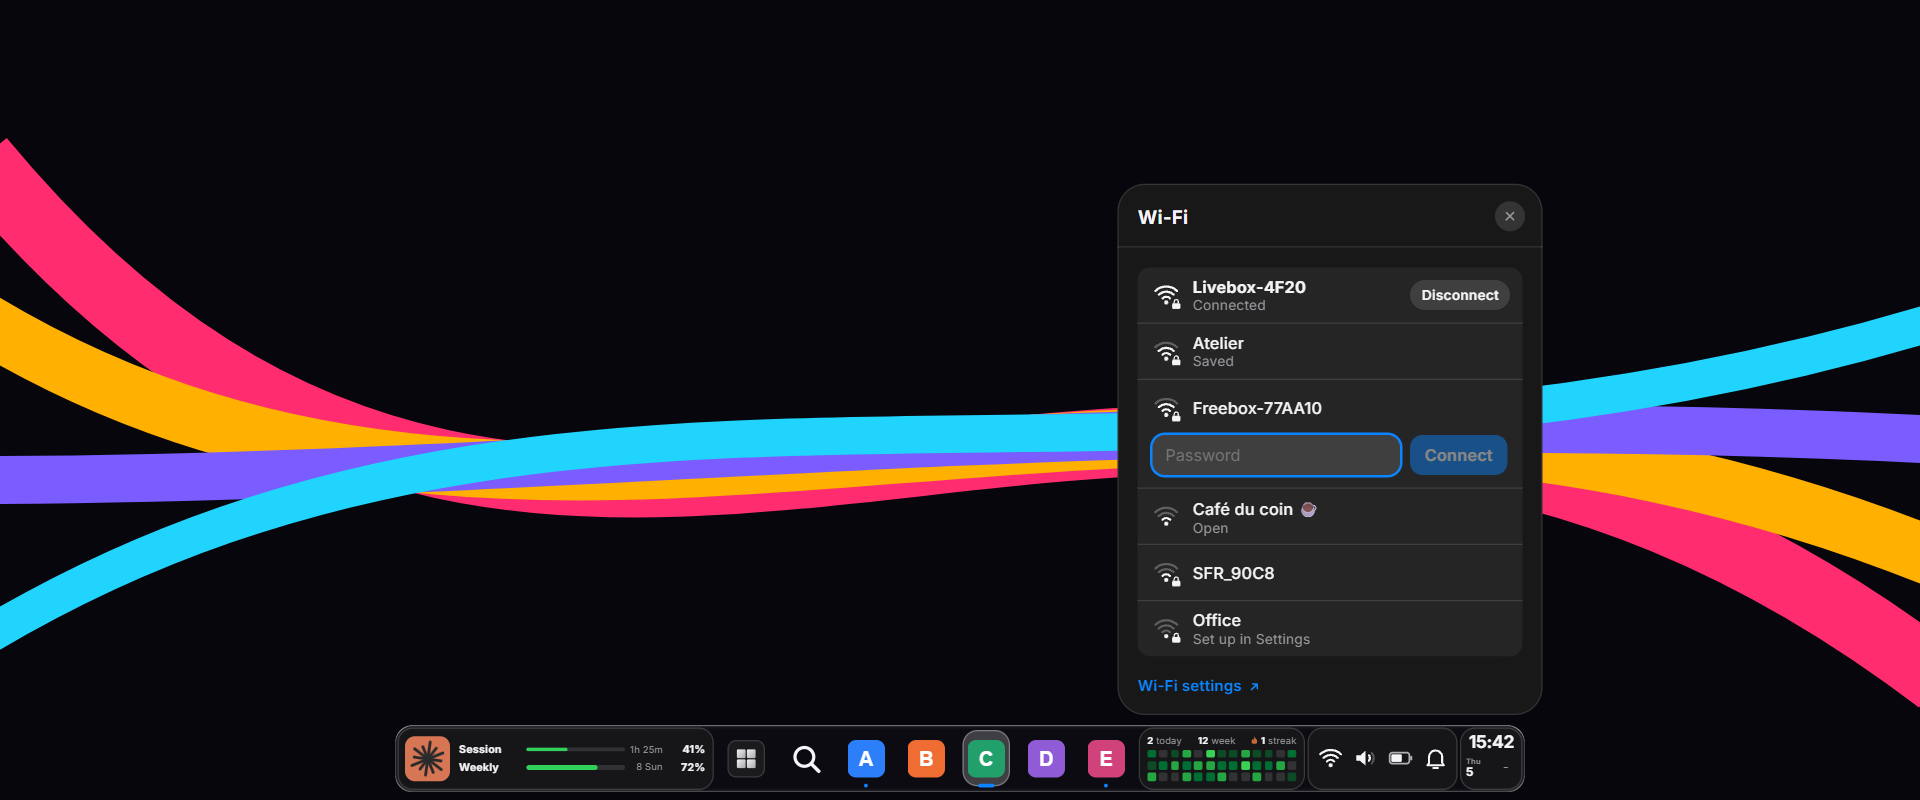 Wi-Fi
Livebox-4F20
Connected
Disconnect
Atelier
Saved
Freebox-77AA10
Password
Connect
Café du coin
Open
SFR_90C8
Office
Set up in Settings
Wi-Fi settings
Session 1h 25m 41%
Weekly 8 Sun 72%
A
B
C
D
E
2 today 12 week 1 streak
15:42
Thu
5